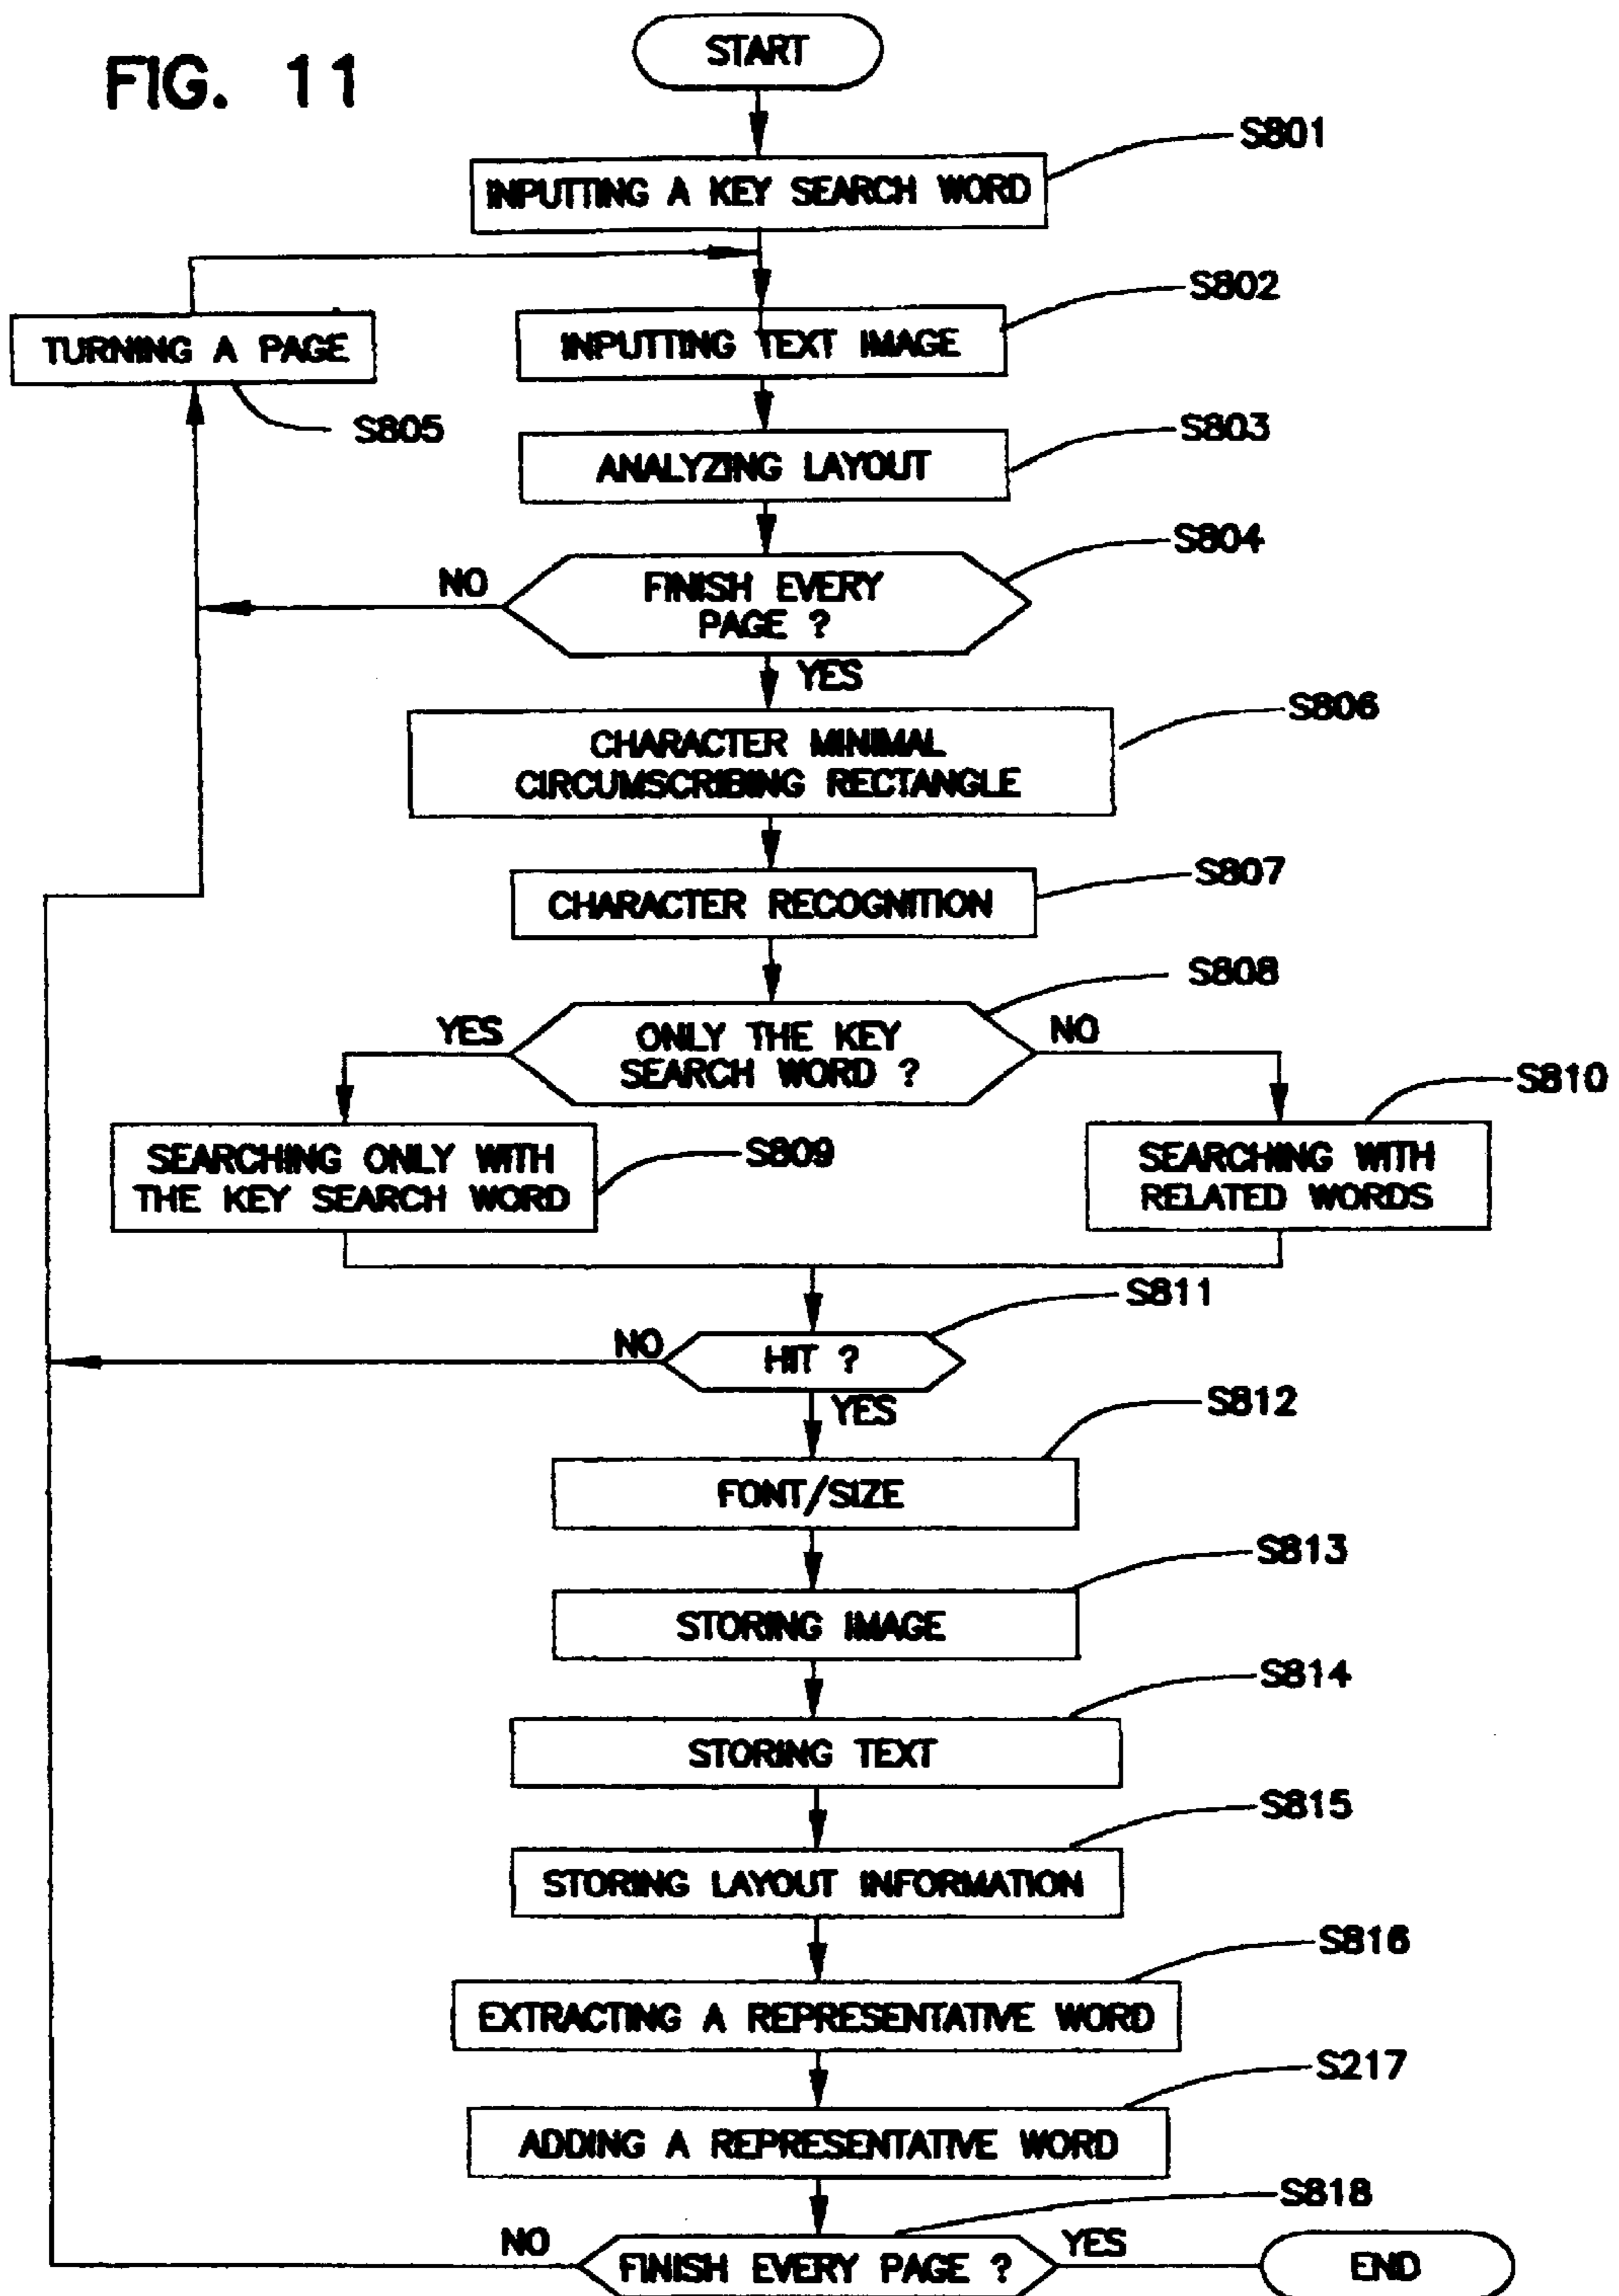 FIG. 11
START
S801
INPUTTING A KEY SEARCH WORD
S802
TURNING A PAGE
INPUTTING TEXT IMAGE
S805
S803
ANALYZING LAYOUT
S804
NO
FINISH EVERY
PAGE ?
YES
S806
CHARACTER MINIMAL
CIRCUMSCRIBING RECTANGLE
S807
CHARACTER RECOGNITION
S808
YES
ONLY THE KEY
SEARCH WORD ?
NO
S810
SEARCHING ONLY WITH
THE KEY SEARCH WORD
S809
SEARCHING WITH
RELATED WORDS
S811
NO
HIT ?
YES
S812
FONT/SIZE
S813
STORING IMAGE
S814
STORING TEXT
S815
STORING LAYOUT INFORMATION
S816
EXTRACTING A REPRESENTATIVE WORD
S217
ADDING A REPRESENTATIVE WORD
S818
NO
FINISH EVERY PAGE ?
YES
END